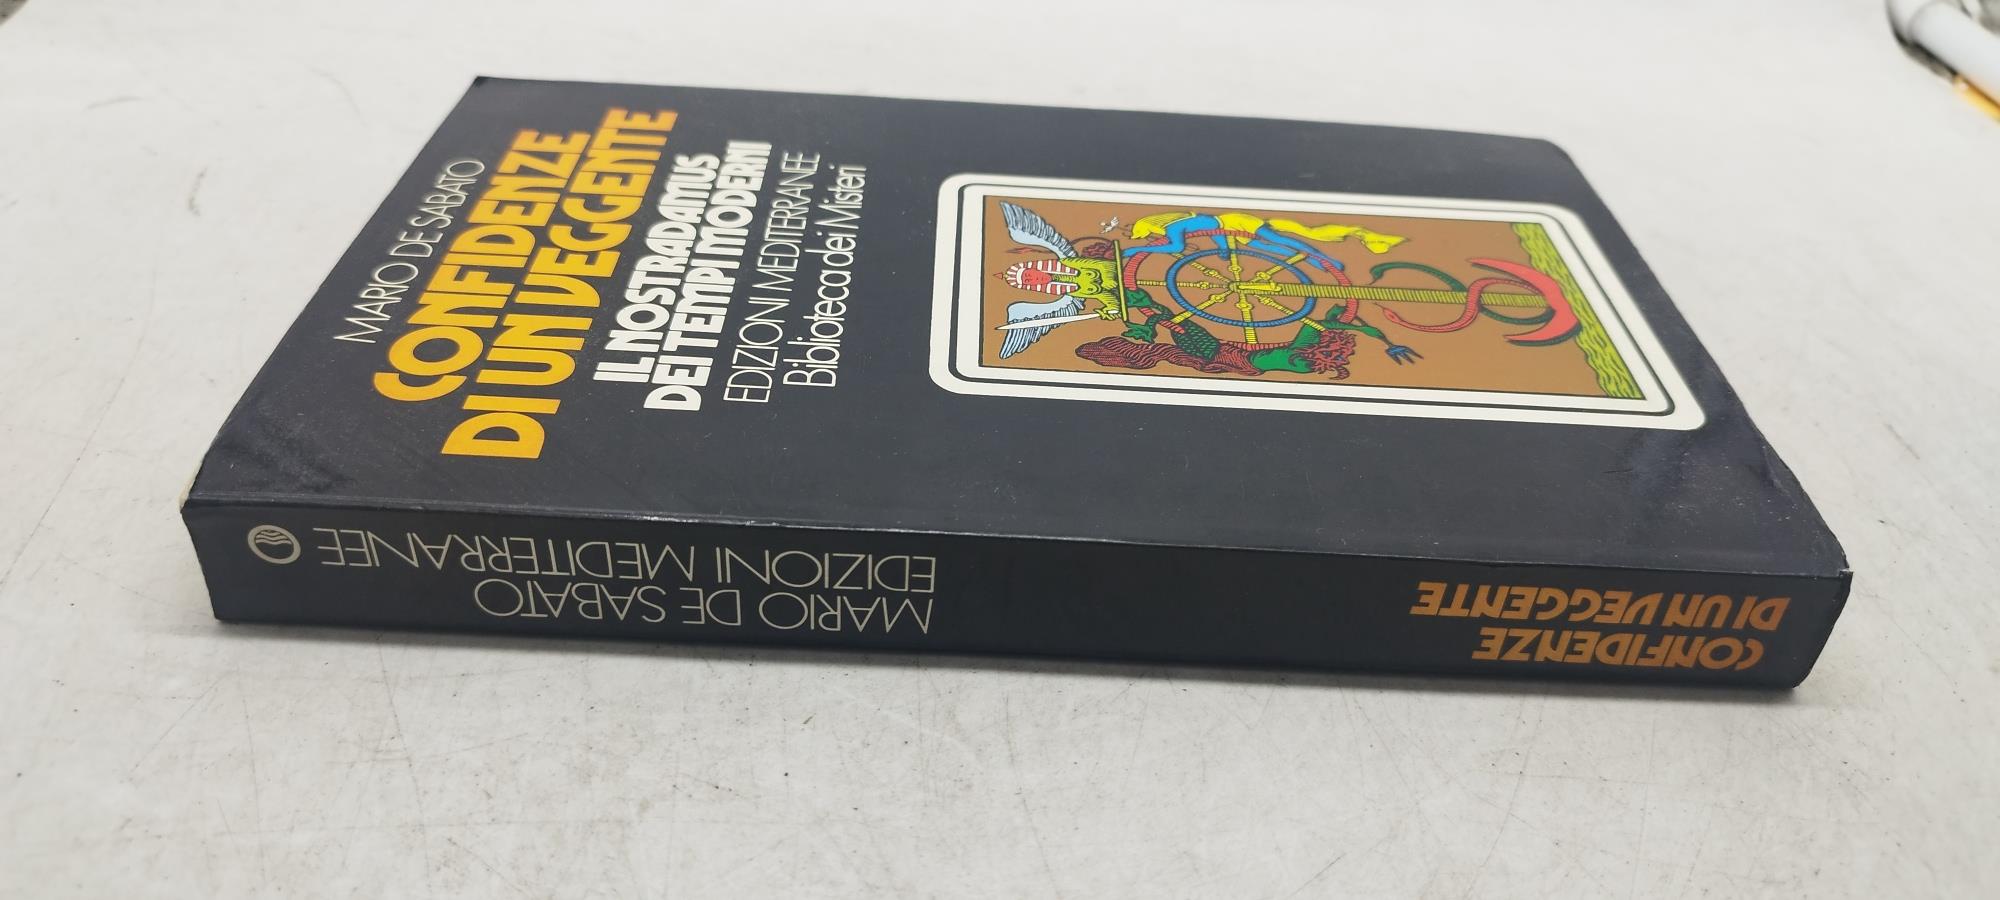 MARIO DE SABATO
CONFIDENZE
DI UN VEGGENTE
IL NOSTRADAMUS
DEI TEMPI MODERNI
EDIZIONI MEDITERRANEE
Biblioteca dei Misteri
CONFIDENZE
DI UN VEGGENTE
MARIO DE SABATO
EDIZIONI MEDITERRANEE